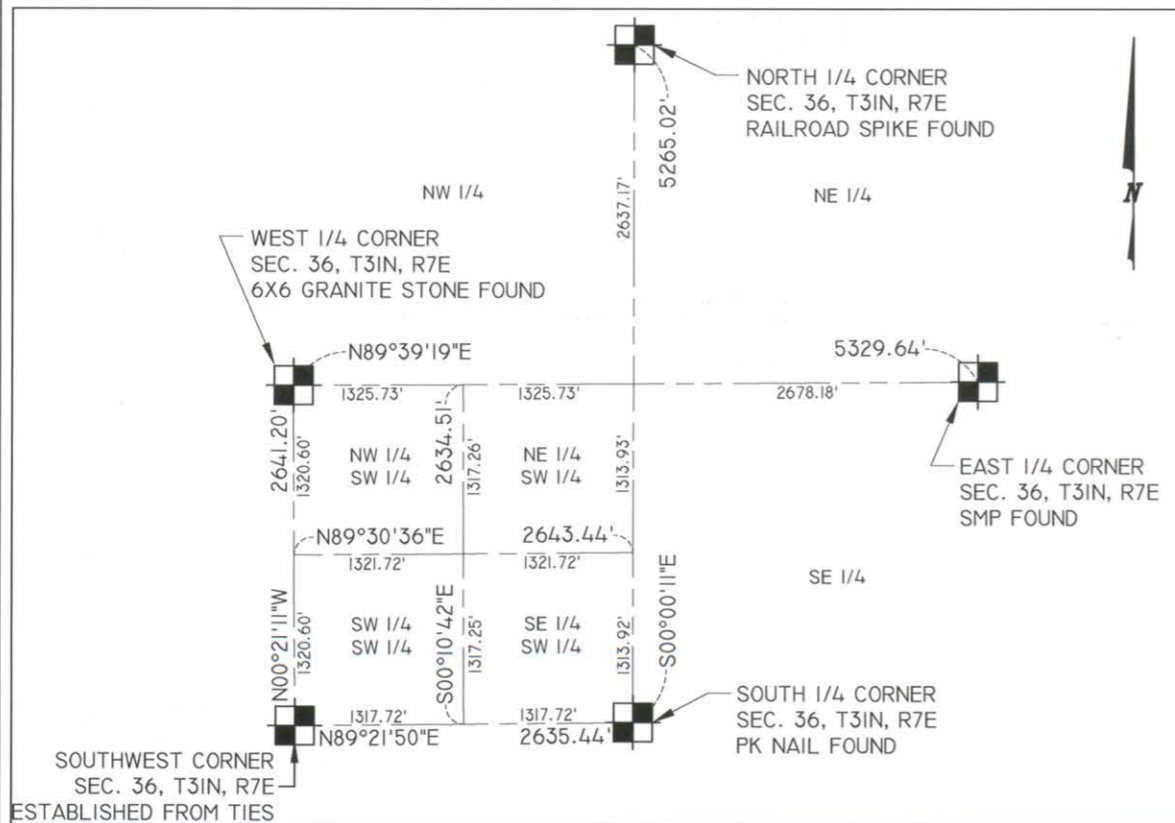 NORTH 1/4 CORNER
SEC. 36, T31N, R7E
RAILROAD SPIKE FOUND
5265.02'
2637.17'
NW 1/4
NE 1/4
N
WEST 1/4 CORNER
SEC. 36, T31N, R7E
6X6 GRANITE STONE FOUND
N89°39'19"E
5329.64'
1325.73'
1325.73'
2678.18'
2641.20'
1320.60'
NW 1/4
SW 1/4
2634.51'
1317.26'
NE 1/4
SW 1/4
1313.93'
EAST 1/4 CORNER
SEC. 36, T31N, R7E
SMP FOUND
N89°30'36"E
2643.44'
1321.72'
1321.72'
SE 1/4
N00°21'11"W
1320.60'
SW 1/4
SW 1/4
S00°10'42"E
1317.25'
SE 1/4
SW 1/4
1313.92'
S00°00'11"E
SOUTH 1/4 CORNER
SEC. 36, T31N, R7E
PK NAIL FOUND
1317.72'
1317.72'
N89°21'50"E
2635.44'
SOUTHWEST CORNER
SEC. 36, T31N, R7E
ESTABLISHED FROM TIES